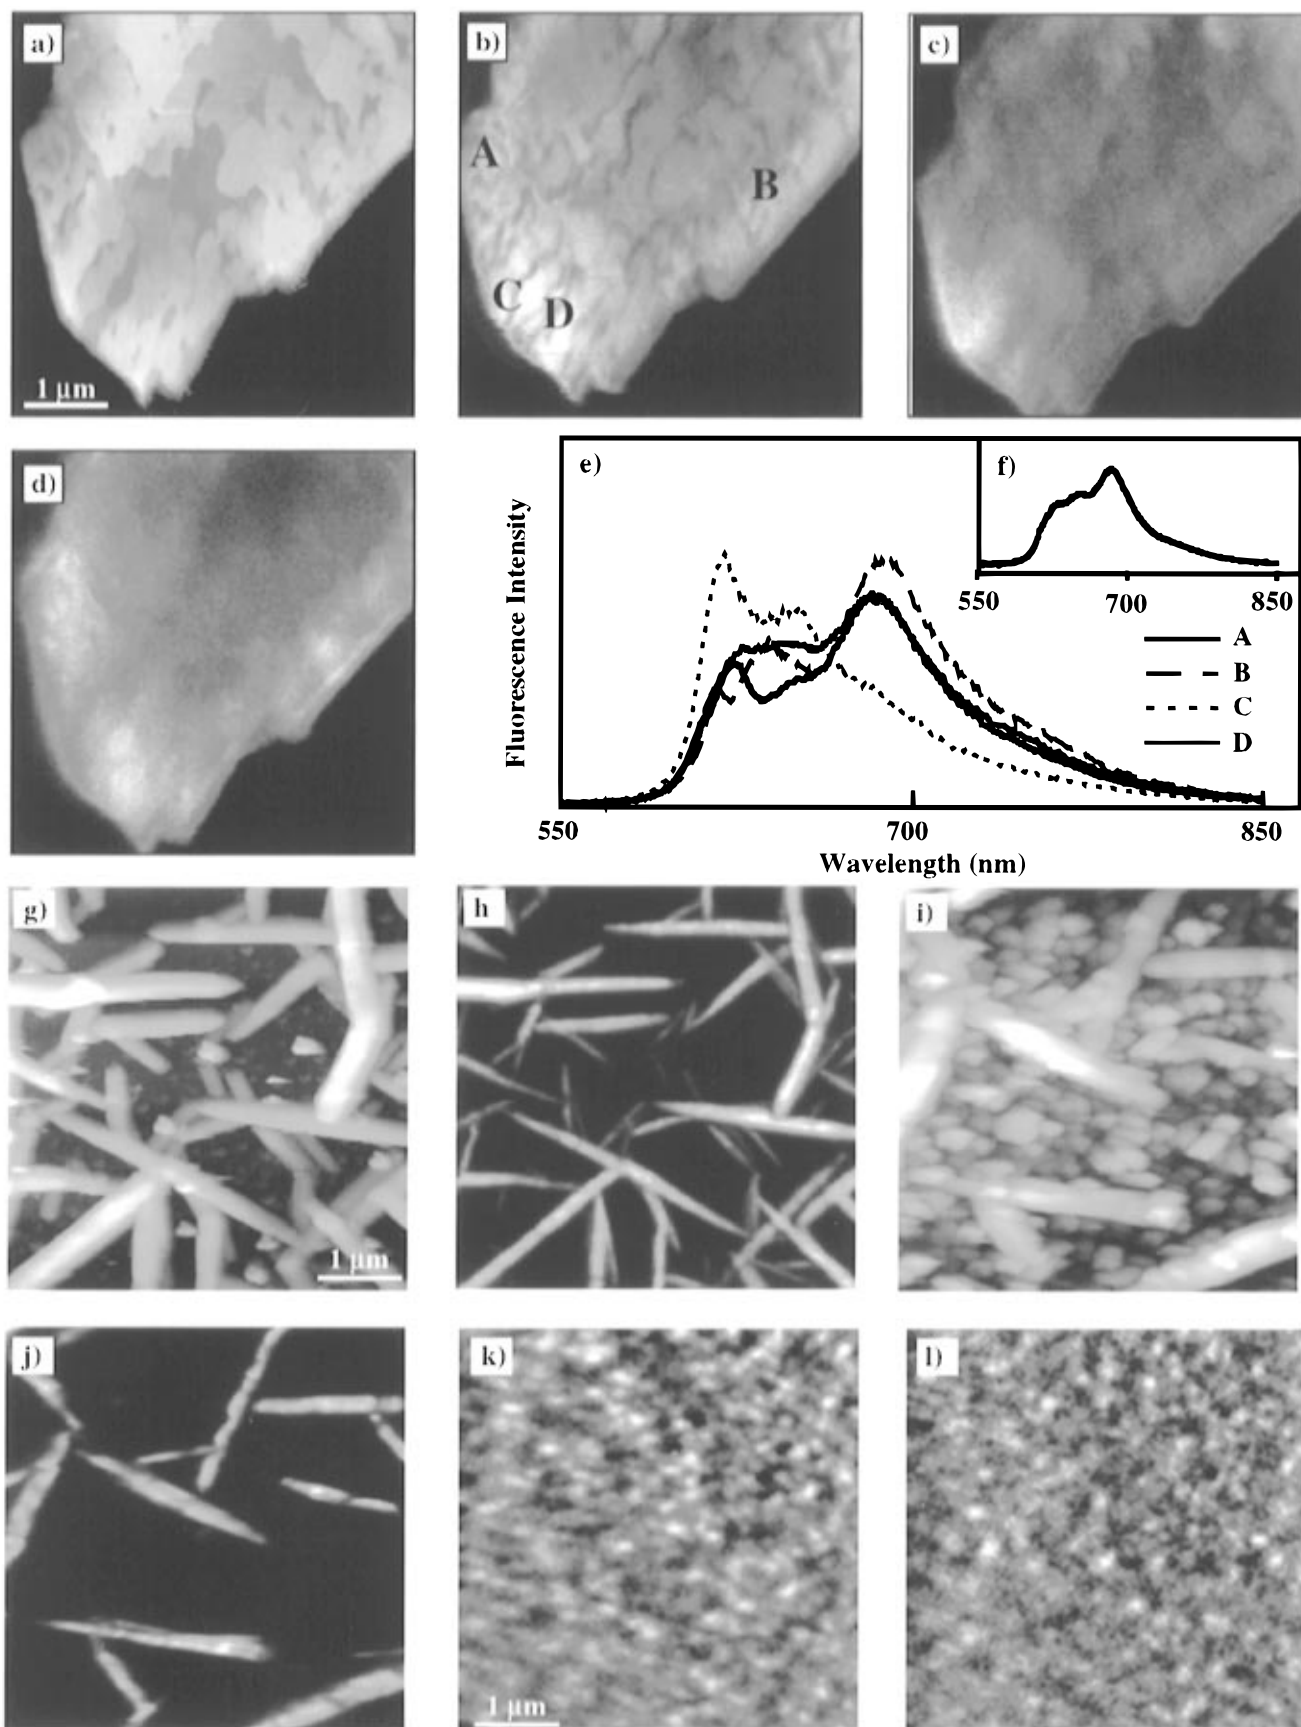 a)
b)
c)
A
B
C
D
1 μm
d)
e)
f)
Fluorescence Intensity
550
700
850
A
B
C
D
550
700
850
Wavelength (nm)
g)
h
i)
1 μm
j)
k)
l)
1 μm